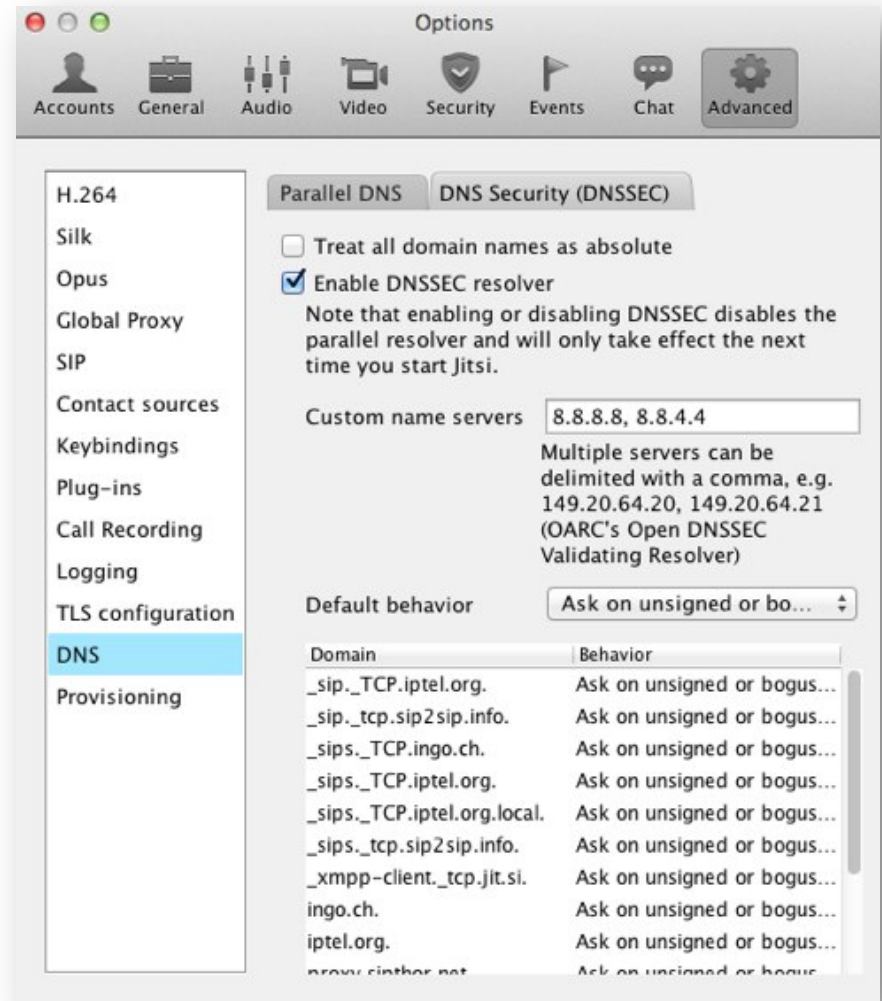 Options
Accounts General Audio Video Security Events Chat Advanced
H.264
Silk
Opus
Global Proxy
SIP
Contact sources
Keybindings
Plug-ins
Call Recording
Logging
TLS configuration
DNS
Provisioning
Parallel DNS DNS Security (DNSSEC)
Treat all domain names as absolute
Enable DNSSEC resolver
Note that enabling or disabling DNSSEC disables the
parallel resolver and will only take effect the next
time you start Jitsi.
Custom name servers 8.8.8.8, 8.8.4.4
Multiple servers can be
delimited with a comma, e.g.
149.20.64.20, 149.20.64.21
(OARC's Open DNSSEC
Validating Resolver)
Default behavior Ask on unsigned or bo...
Domain Behavior
_sip._TCP.iptel.org. Ask on unsigned or bogus...
_sip._tcp.sip2sip.info. Ask on unsigned or bogus...
_sips._TCP.ingo.ch. Ask on unsigned or bogus...
_sips._TCP.iptel.org. Ask on unsigned or bogus...
_sips._TCP.iptel.org.local. Ask on unsigned or bogus...
_sips._tcp.sip2sip.info. Ask on unsigned or bogus...
_xmpp-client._tcp.jit.si. Ask on unsigned or bogus...
ingo.ch. Ask on unsigned or bogus...
iptel.org. Ask on unsigned or bogus...
Ask on unsigned or bogus...